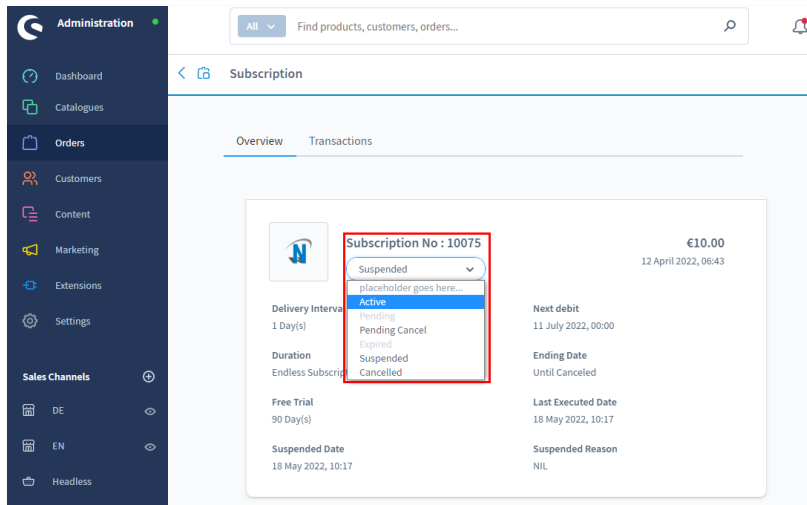 Administration
All
Find products, customers, orders...
Dashboard
Subscription
Catalogues
Orders
Overview
Transactions
Customers
Content
Subscription No : 10075
€10.00
Marketing
Suspended
12 April 2022, 06:43
Extensions
placeholder goes here...
Active
Pending
Pending Cancel
Expired
Suspended
Cancelled
Delivery Interva
Next debit
Settings
1 Day(s)
11 July 2022, 00:00
Duration
Ending Date
Sales Channels
Endless Subscrip
Until Canceled
Free Trial
Last Executed Date
DE
90 Day(s)
18 May 2022, 10:17
EN
Suspended Date
Suspended Reason
18 May 2022, 10:17
NIL
Headless